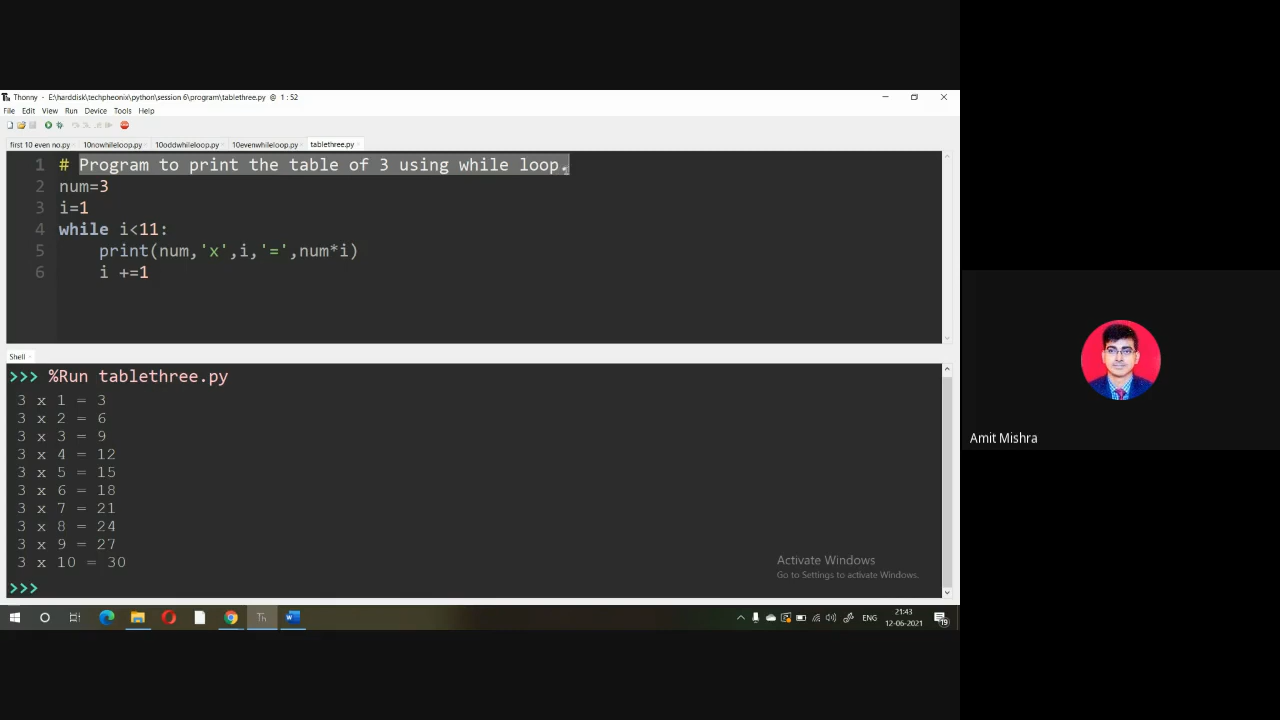 Thonny - E:\harddisk\techpheonix\python\session 6\program\tablethree.py @ 1 : 52
File Edit View Run Device Tools Help
first 10 even no.py 10nowhileloop.py 10oddwhileloop.py 10evenwhileloop.py tablethree.py
1 # Program to print the table of 3 using while loop.
2 num=3
3 i=1
4 while i<11:
5 print(num,'x',i,'=',num*i)
6 i +=1
Shell
>>> %Run tablethree.py
3 x 1 = 3
3 x 2 = 6
3 x 3 = 9
3 x 4 = 12
3 x 5 = 15
3 x 6 = 18
3 x 7 = 21
3 x 8 = 24
3 x 9 = 27
3 x 10 = 30
>>>
Activate Windows
Go to Settings to activate Windows.
Th
ENG
21:43
12-06-2021
19
Amit Mishra